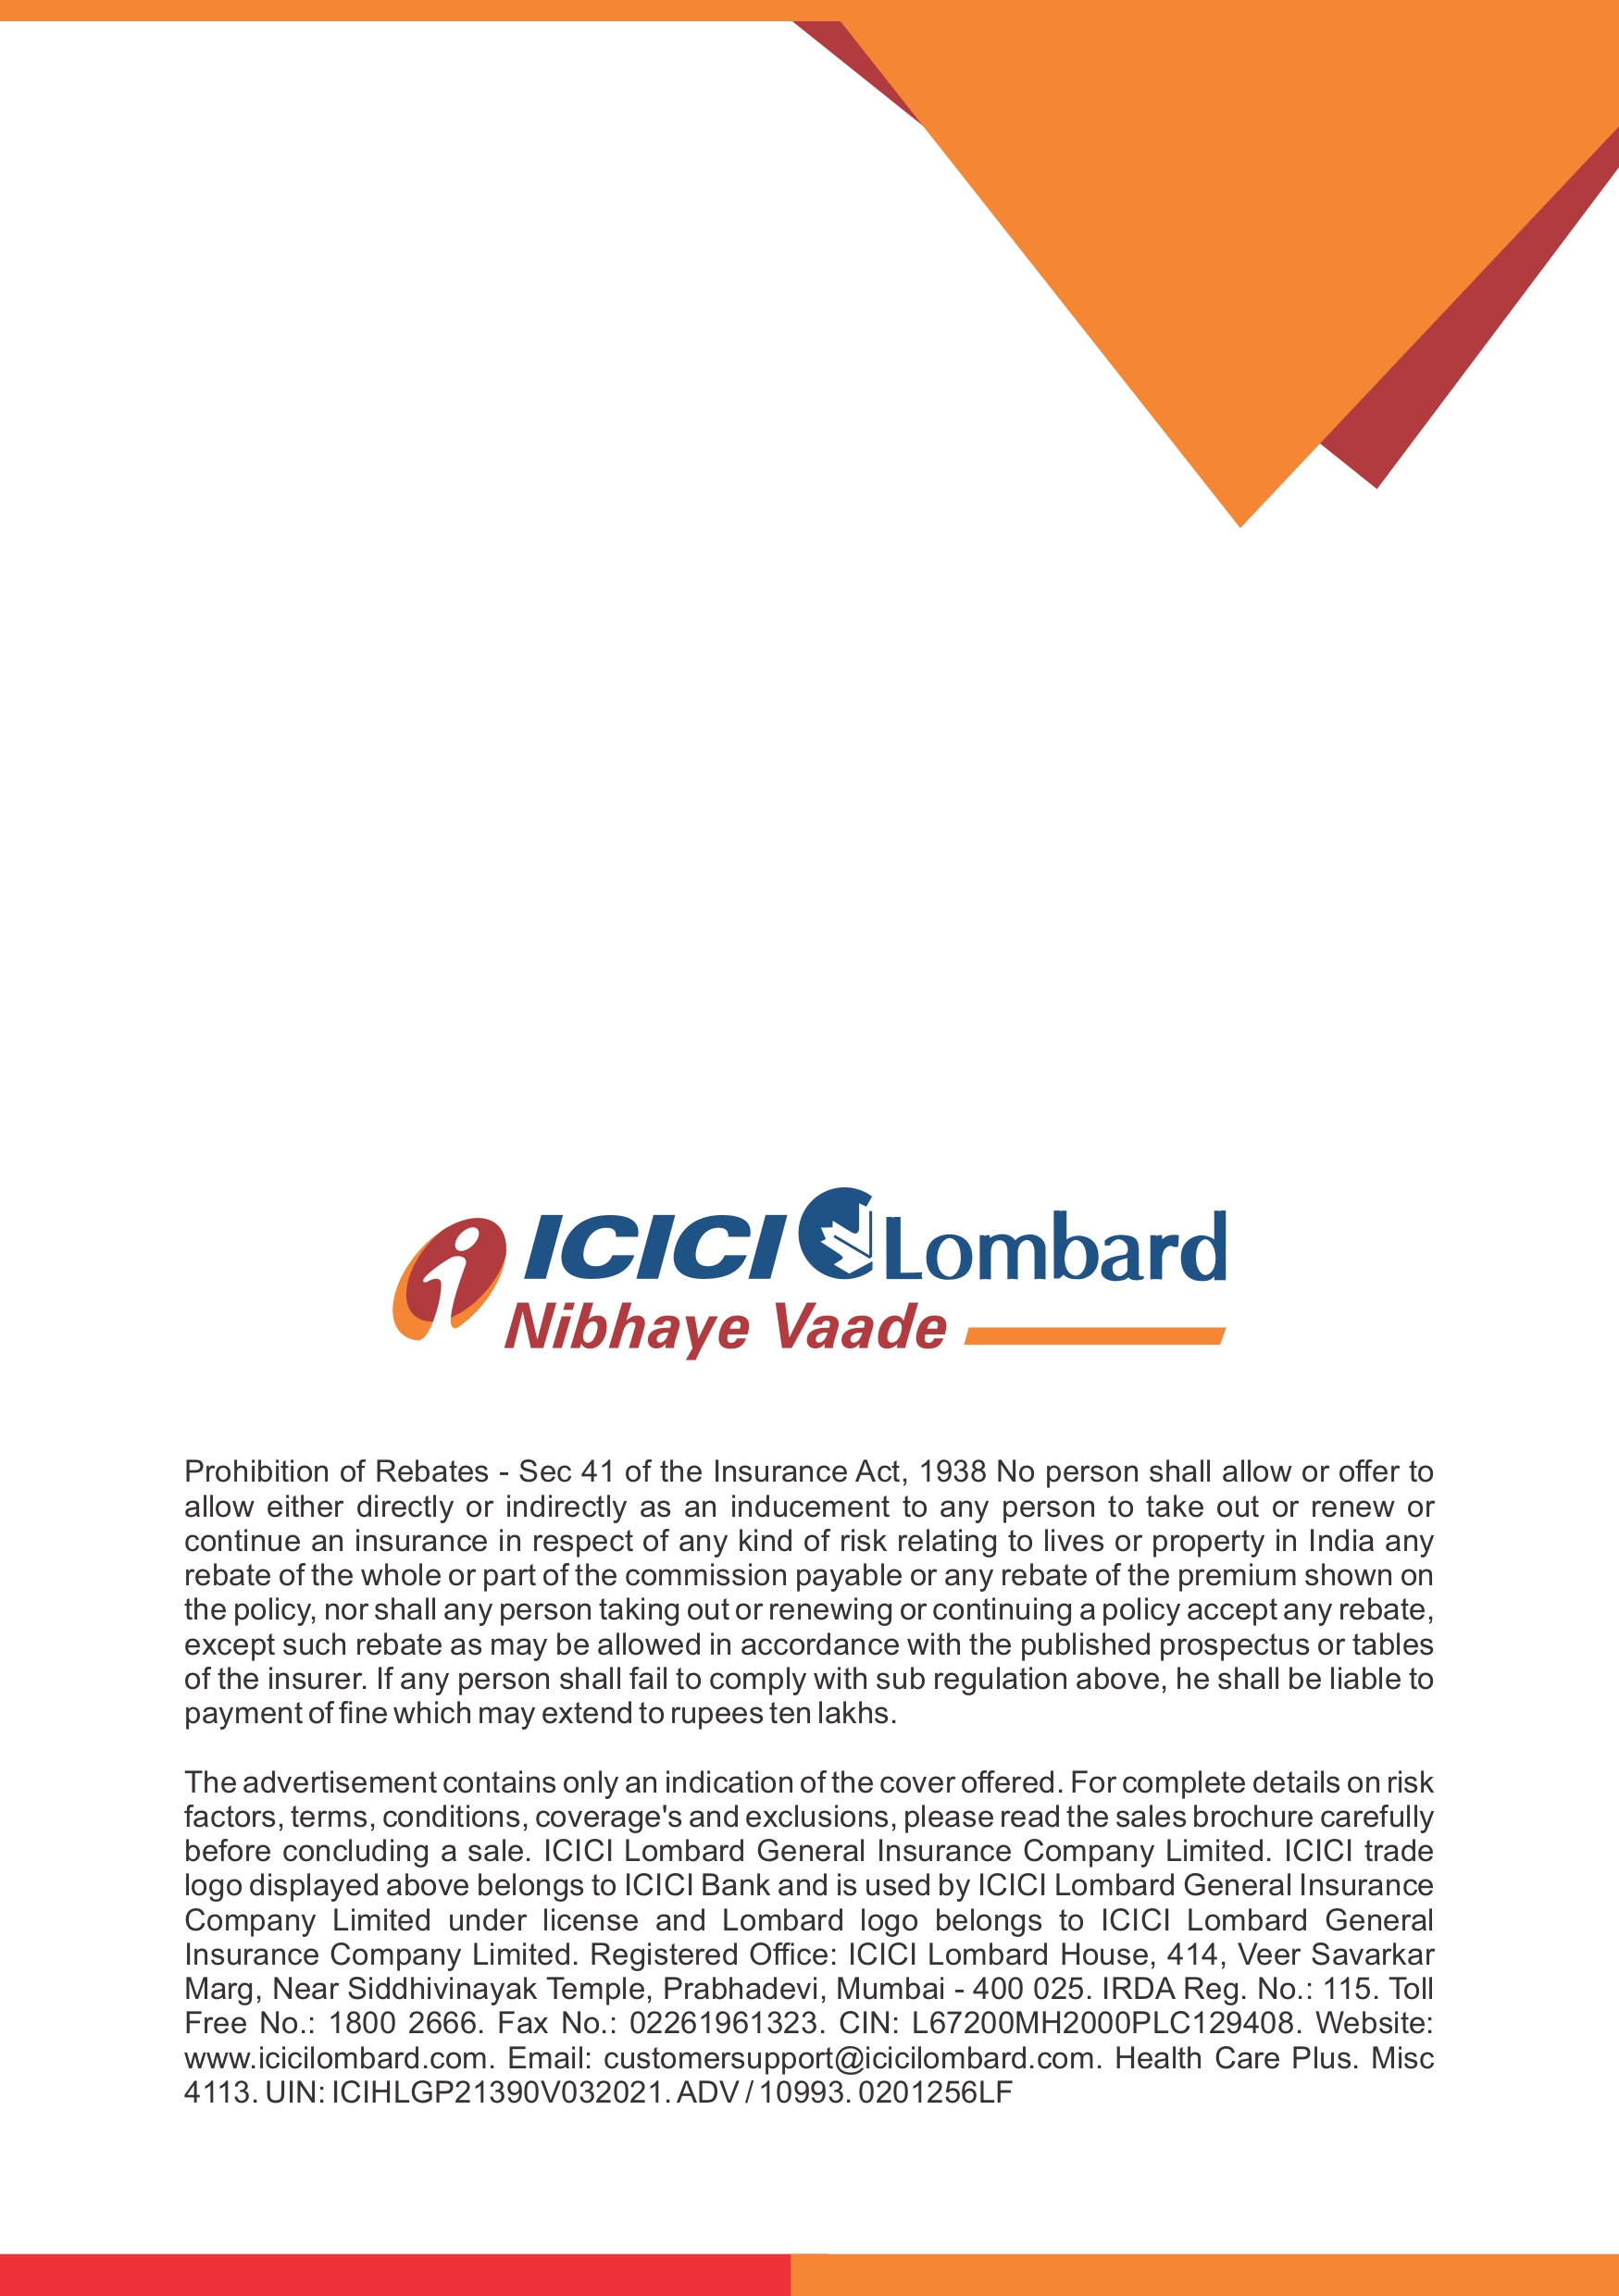 ICICI Lombard
Nibhaye Vaade
Prohibition of Rebates - Sec 41 of the Insurance Act, 1938 No person shall allow or offer to
allow either directly or indirectly as an inducement to any person to take out or renew or
continue an insurance in respect of any kind of risk relating to lives or property in India any
rebate of the whole or part of the commission payable or any rebate of the premium shown on
the policy, nor shall any person taking out or renewing or continuing a policy accept any rebate,
except such rebate as may be allowed in accordance with the published prospectus or tables
of the insurer. If any person shall fail to comply with sub regulation above, he shall be liable to
payment of fine which may extend to rupees ten lakhs.
The advertisement contains only an indication of the cover offered. For complete details on risk
factors, terms, conditions, coverage's and exclusions, please read the sales brochure carefully
before concluding a sale. ICICI Lombard General Insurance Company Limited. ICICI trade
logo displayed above belongs to ICICI Bank and is used by ICICI Lombard General Insurance
Company Limited under license and Lombard logo belongs to ICICI Lombard General
Insurance Company Limited. Registered Office: ICICI Lombard House, 414, Veer Savarkar
Marg, Near Siddhivinayak Temple, Prabhadevi, Mumbai - 400 025. IRDA Reg. No.: 115. Toll
Free No.: 1800 2666. Fax No.: 02261961323. CIN: L67200MH2000PLC129408. Website:
www.icicilombard.com. Email: customersupport@icicilombard.com. Health Care Plus. Misc
4113. UIN: ICIHLGP21390V032021. ADV / 10993. 0201256LF